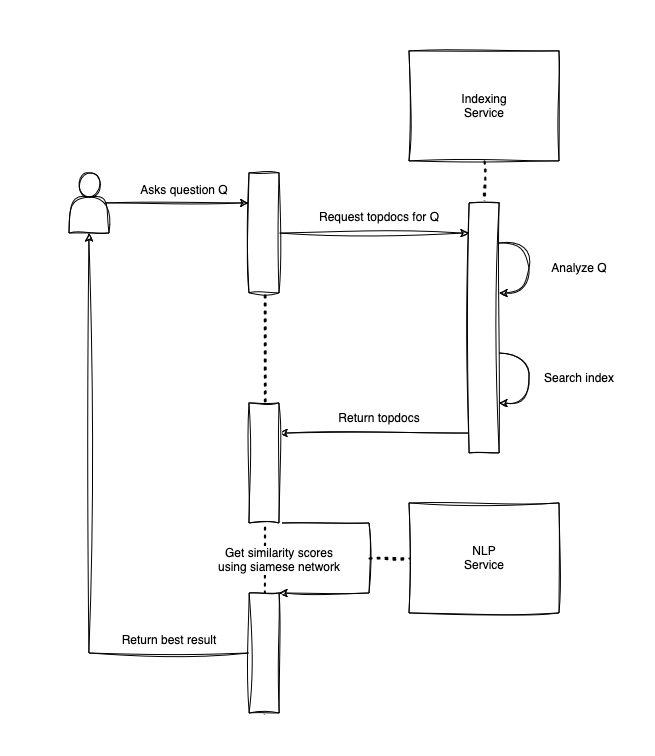 Indexing
Service
Asks question Q
Request topdocs for Q
Analyze Q
Search index
Return topdocs
Get similarity scores
using siamese network
NLP
Service
Return best result